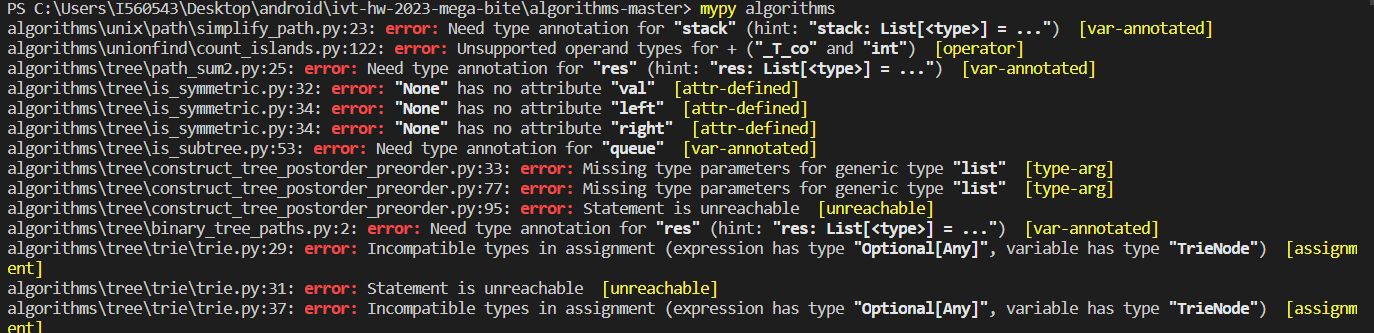 PS C:\Users\I560543\Desktop\android\ivt-hw-2023-mega-bite\algorithms-master> mypy algorithms
algorithms\unix\path\simplify_path.py:23: error: Need type annotation for "stack" (hint: "stack: List[<type>] = ...")  [var-annotated]
algorithms\unionfind\count_islands.py:122: error: Unsupported operand types for + ("_T_co" and "int")  [operator]
algorithms\tree\path_sum2.py:25: error: Need type annotation for "res" (hint: "res: List[<type>] = ...")  [var-annotated]
algorithms\tree\is_symmetric.py:32: error: "None" has no attribute "val"  [attr-defined]
algorithms\tree\is_symmetric.py:34: error: "None" has no attribute "left"  [attr-defined]
algorithms\tree\is_symmetric.py:34: error: "None" has no attribute "right"  [attr-defined]
algorithms\tree\is_subtree.py:53: error: Need type annotation for "queue"  [var-annotated]
algorithms\tree\construct_tree_postorder_preorder.py:33: error: Missing type parameters for generic type "list"  [type-arg]
algorithms\tree\construct_tree_postorder_preorder.py:77: error: Missing type parameters for generic type "list"  [type-arg]
algorithms\tree\construct_tree_postorder_preorder.py:95: error: Statement is unreachable  [unreachable]
algorithms\tree\binary_tree_paths.py:2: error: Need type annotation for "res" (hint: "res: List[<type>] = ...")  [var-annotated]
algorithms\tree\trie\trie.py:29: error: Incompatible types in assignment (expression has type "Optional[Any]", variable has type "TrieNode")  [assignm
ent]
algorithms\tree\trie\trie.py:31: error: Statement is unreachable  [unreachable]
algorithms\tree\trie\trie.py:37: error: Incompatible types in assignment (expression has type "Optional[Any]", variable has type "TrieNode")  [assignm
ent]